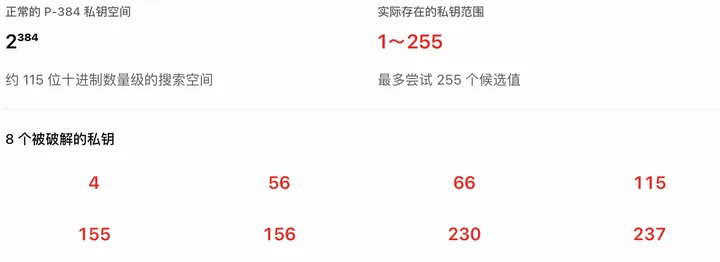 正常的 P-384 私钥空间
实际存在的私钥范围
2³⁸⁴
1～255
约 115 位十进制数量级的搜索空间
最多尝试 255 个候选值
8 个被破解的私钥
4 56 66 115
155 156 230 237